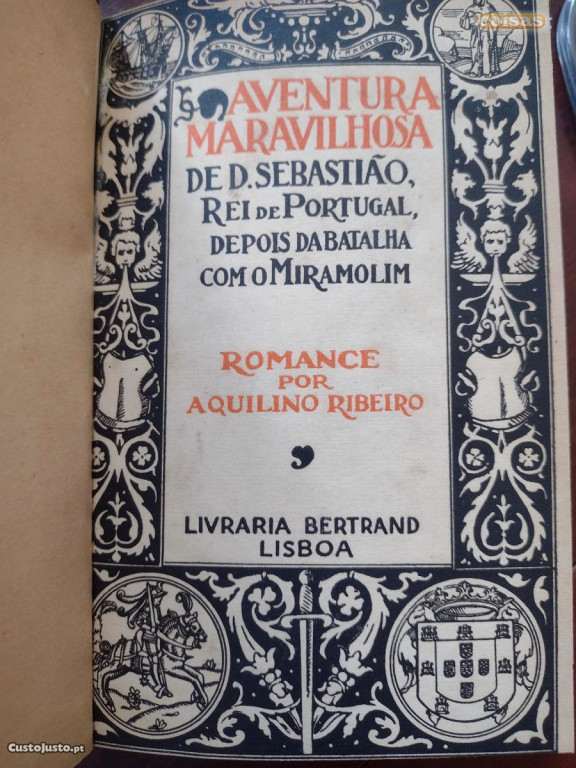 coisas
AVENTURA
MARAVILHOSA
DE D. SEBASTIÃO,
REI DE PORTUGAL,
DEPOIS DA BATALHA
COM O MIRAMOLIM
ROMANCE
POR
AQUILINO RIBEIRO
LIVRARIA BERTRAND
LISBOA
CustoJusto.pt